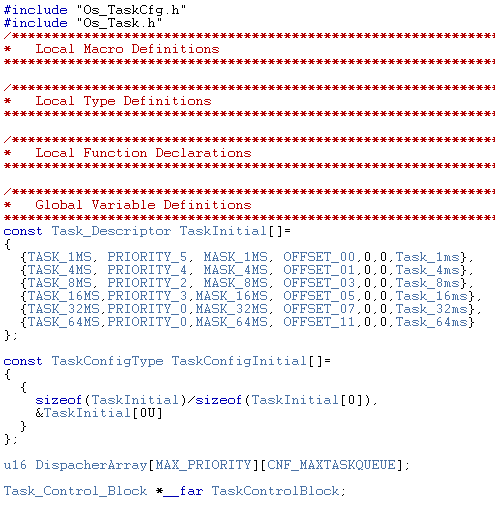 #include "Os_TaskCfg.h"
#include "Os_Task.h"
/************************************************************
*   Local Macro Definitions
*************************************************************
/************************************************************
*   Local Type Definitions
*************************************************************
/************************************************************
*   Local Function Declarations
*************************************************************
/************************************************************
*   Global Variable Definitions
*************************************************************
const Task_Descriptor TaskInitial[]=
{
  {TASK_1MS, PRIORITY_5, MASK_1MS, OFFSET_00,0,0,Task_1ms},
  {TASK_4MS, PRIORITY_4, MASK_4MS, OFFSET_01,0,0,Task_4ms},
  {TASK_8MS, PRIORITY_2, MASK_8MS, OFFSET_03,0,0,Task_8ms},
  {TASK_16MS,PRIORITY_3,MASK_16MS, OFFSET_05,0,0,Task_16ms},
  {TASK_32MS,PRIORITY_0,MASK_32MS, OFFSET_07,0,0,Task_32ms},
  {TASK_64MS,PRIORITY_0,MASK_64MS, OFFSET_11,0,0,Task_64ms}
};
const TaskConfigType TaskConfigInitial[]=
{
  {
    sizeof(TaskInitial)/sizeof(TaskInitial[0]),
    &TaskInitial[0U]
  }
};
u16 DispacherArray[MAX_PRIORITY][CNF_MAXTASKQUEUE];
Task_Control_Block *__far TaskControlBlock;